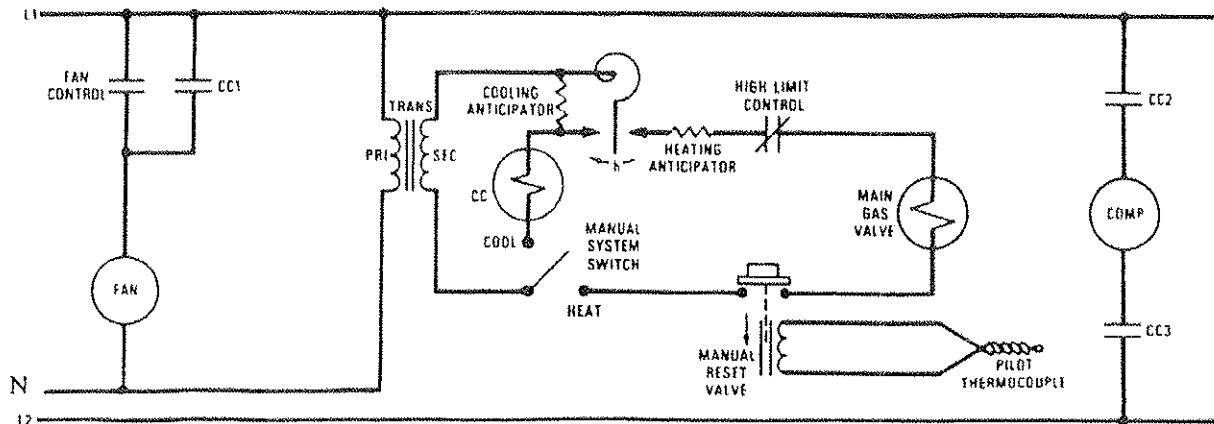 L1
FAN
CONTROL
CC1
TRANS
PRI
SEC
COOLING
ANTICIPATOR
HEATING
ANTICIPATOR
HIGH LIMIT
CONTROL
CC
COOL
MANUAL
SYSTEM
SWITCH
HEAT
MAIN
GAS
VALVE
CC2
COMP
CC3
FAN
MANUAL
RESET
VALVE
PILOT
THERMOCOUPLE
N
L2